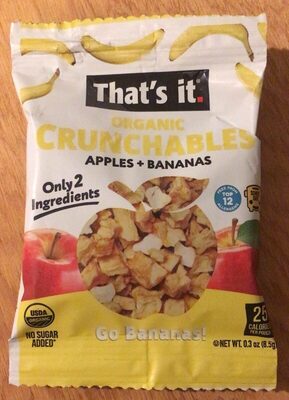 That's it.
ORGANIC
CRUNCHABLES
APPLES + BANANAS
Only 2
Ingredients
TOP
12
USDA
ORGANIC
NO SUGAR
ADDED*
Go Bananas!
25
CALORIES
NET WT. 0.3 oz (8.5g)